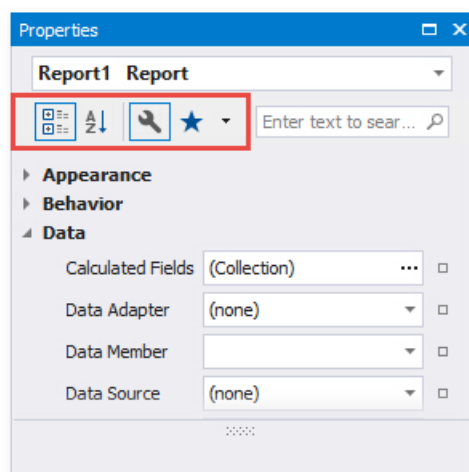 Properties
Report1 Report
A
Z
Enter text to sear...
Appearance
Behavior
Data
Calculated Fields (Collection) ...
Data Adapter (none)
Data Member
Data Source (none)